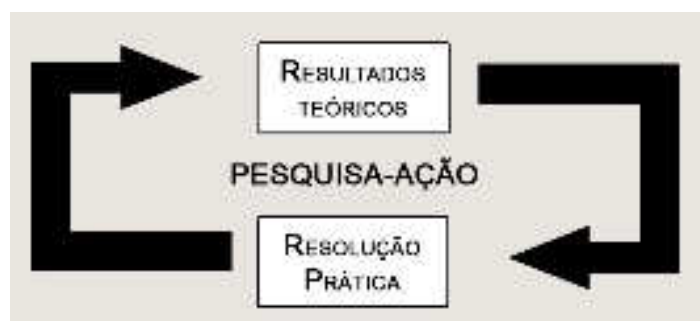 RESULTADOS
TEÓRICOS
PESQUISA-AÇÃO
RESOLUÇÃO
PRÁTICA